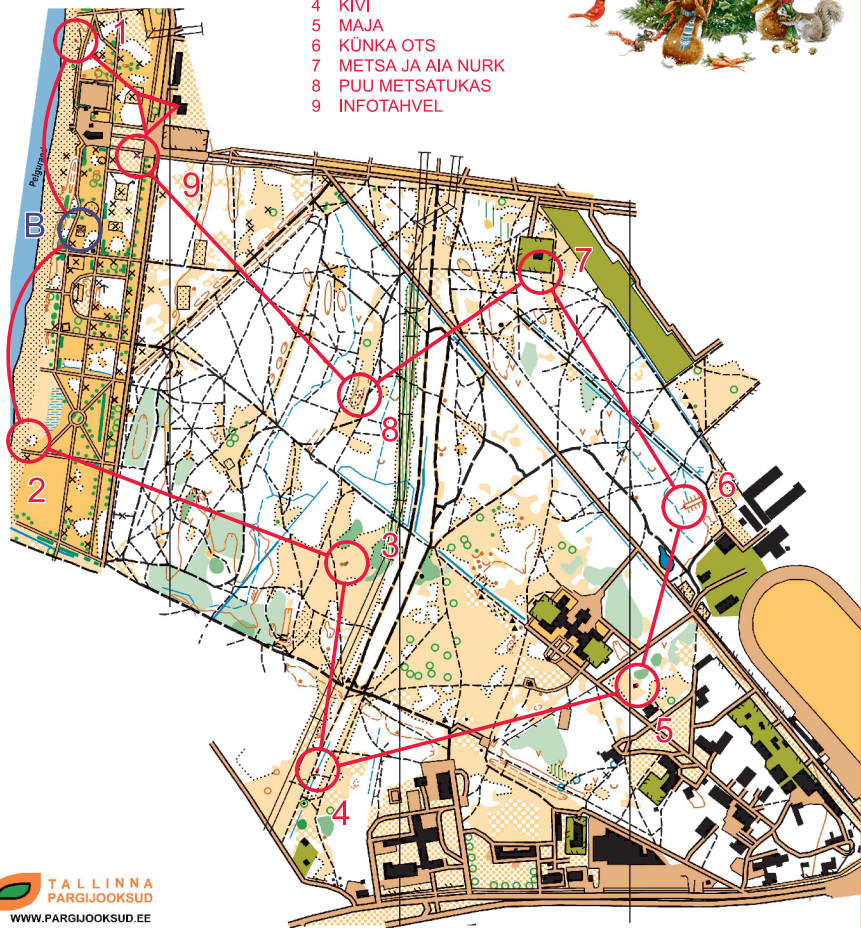 4 KIVI
5 MAJA
6 KÜNKA OTS
7 METSA JA AIA NURK
8 PUU METSATUKAS
9 INFOTAHVEL
1
9
B
7
8
6
2
3
5
4
TALLINNA
PARGIJOOKSUD
WWW.PARGIJOOKSUD.EE